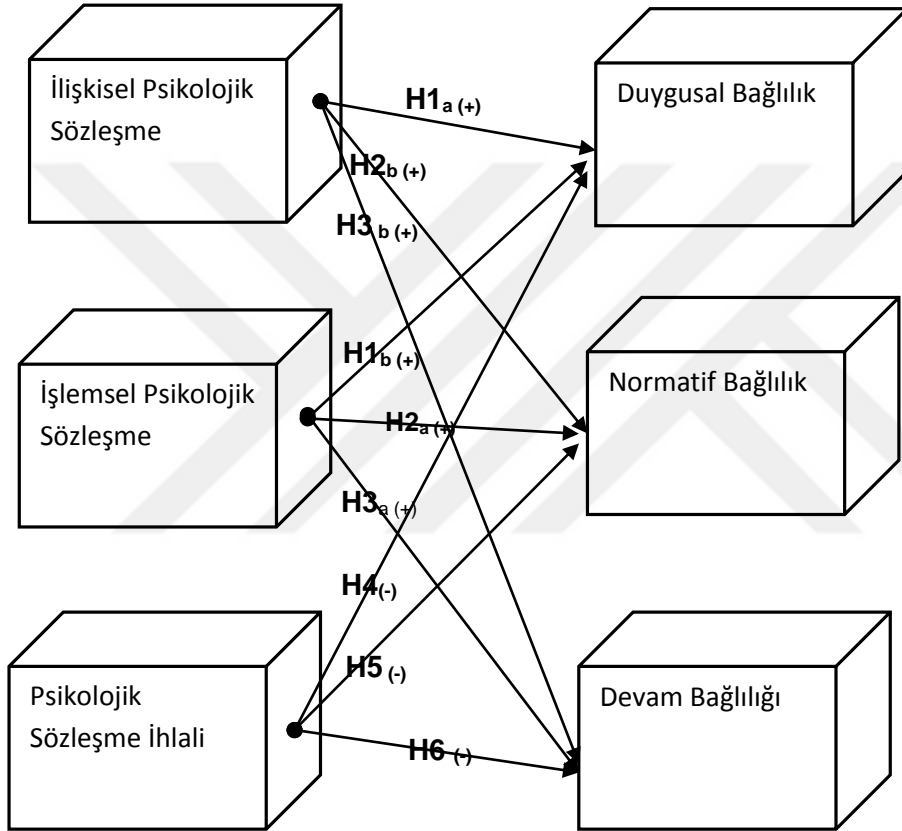 İlişkisel Psikolojik
Sözleşme
Duygusal Bağlılık
H1a (+)
H2b (+)
H3 b (+)
İşlemsel Psikolojik
Sözleşme
Normatif Bağlılık
H1b (+)
H2a (+)
H3a (+)
H4(-)
H5 (-)
H6 (-)
Psikolojik
Sözleşme İhlali
Devam Bağlılığı